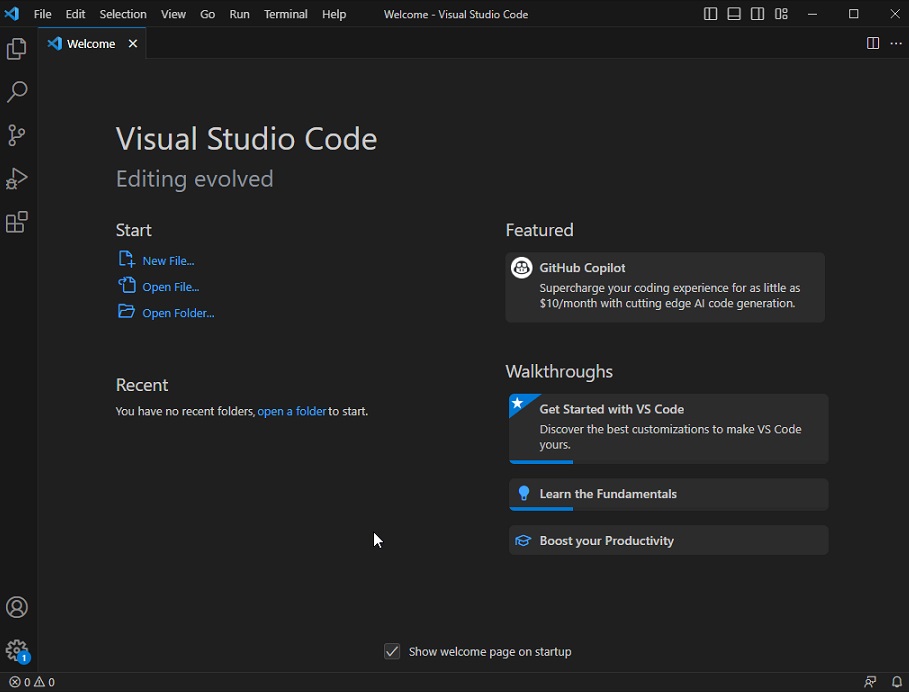 File Edit Selection View Go Run Terminal Help Welcome - Visual Studio Code
Welcome
Visual Studio Code
Editing evolved
Start
New File...
Open File...
Open Folder...
Recent
You have no recent folders, open a folder to start.
Featured
GitHub Copilot
Supercharge your coding experience for as little as
$10/month with cutting edge AI code generation.
Walkthroughs
Get Started with VS Code
Discover the best customizations to make VS Code
yours.
Learn the Fundamentals
Boost your Productivity
1
Show welcome page on startup
0 0